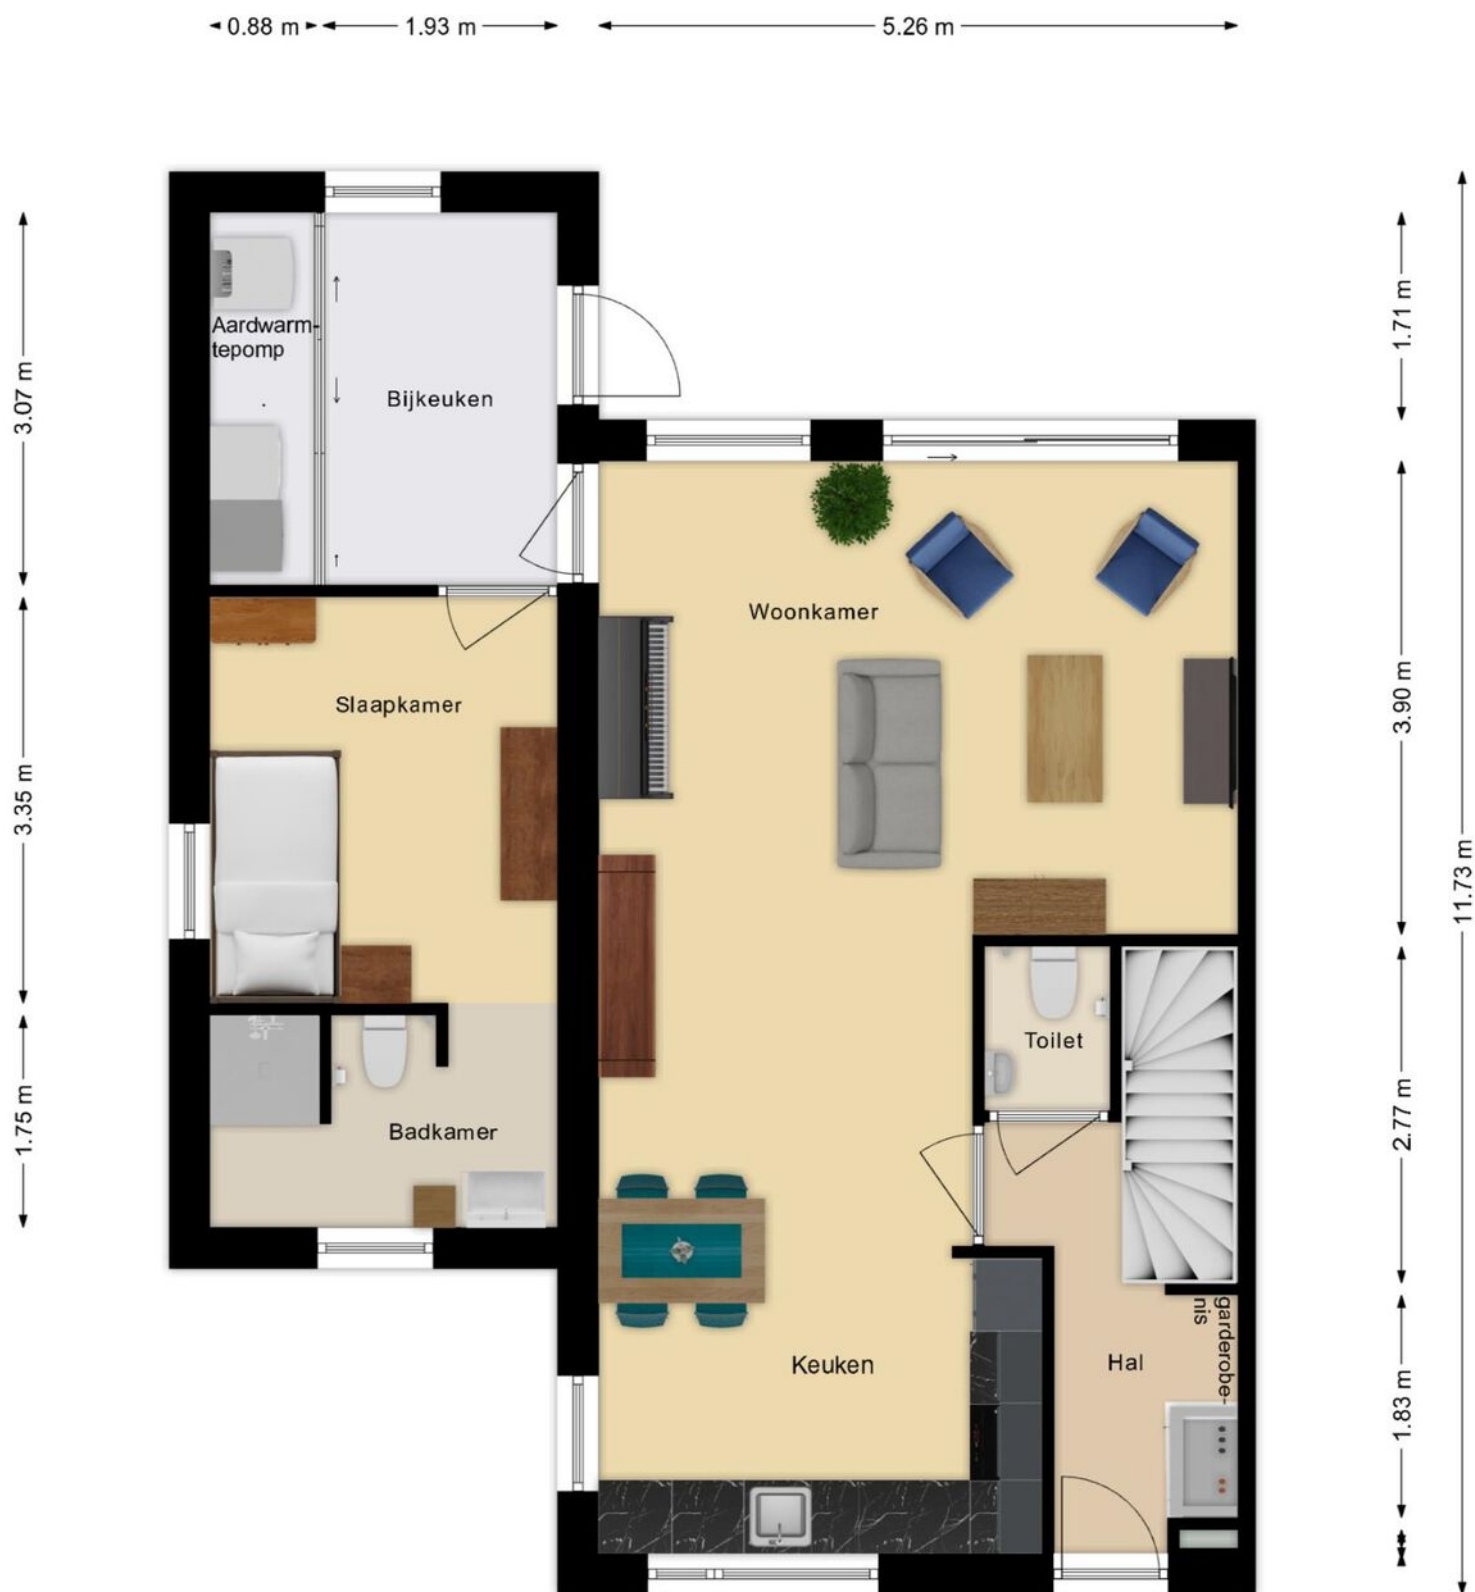 0.88 m
1.93 m
5.26 m
3.07 m
3.35 m
1.75 m
1.71 m
3.90 m
2.77 m
1.83 m
11.73 m
Aardwarm-
tepomp
Bijkeuken
Woonkamer
Slaapkamer
Toilet
Badkamer
Keuken
Hal
garderobe-
nis